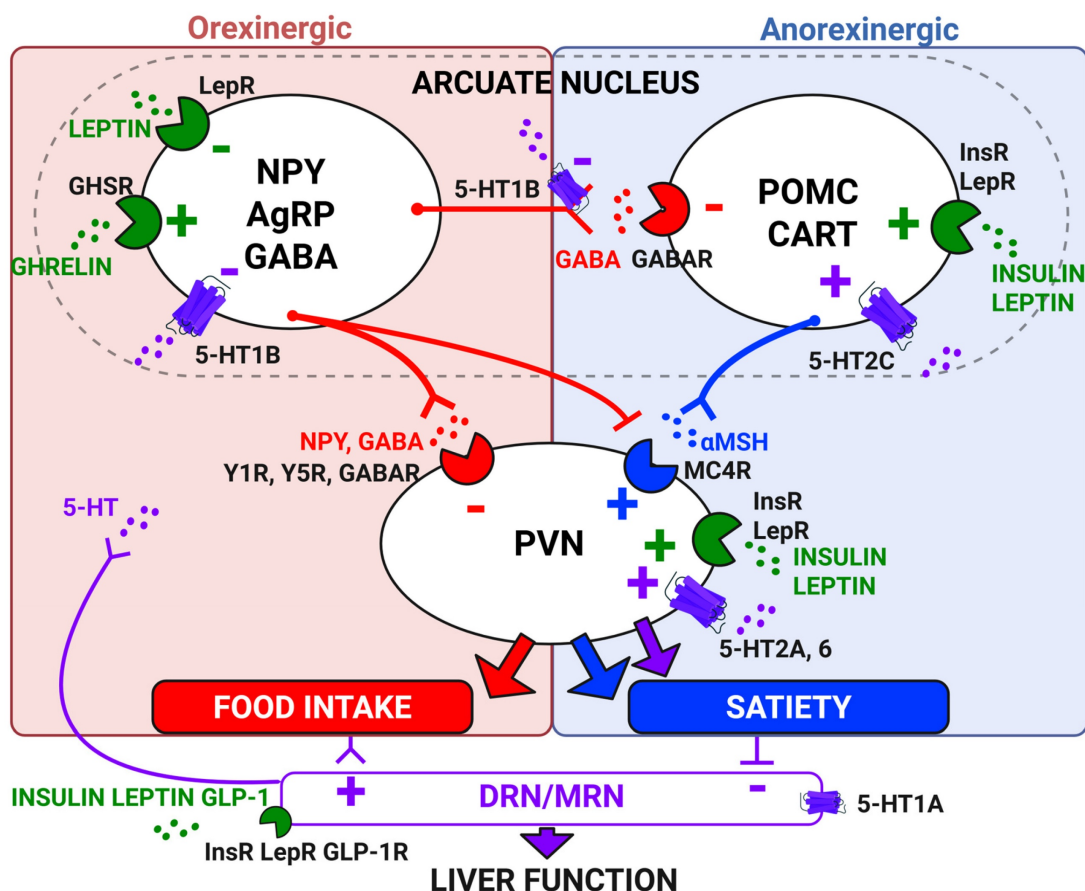 Orexinergic
Anorexinergic
ARCUATE NUCLEUS
LepR
LEPTIN
-
GHSR
+
GHRELIN
NPY
AgRP
GABA
-
5-HT1B
5-HT1B
-
GABA
GABAR
-
POMC
CART
InsR
LepR
+
INSULIN
LEPTIN
+
5-HT2C
NPY, GABA
Y1R, Y5R, GABAR
-
αMSH
MC4R
+
PVN
InsR
LepR
+
INSULIN
LEPTIN
+
5-HT2A, 6
5-HT
FOOD INTAKE
SATIETY
INSULIN LEPTIN GLP-1
InsR LepR GLP-1R
+
DRN/MRN
-
5-HT1A
LIVER FUNCTION